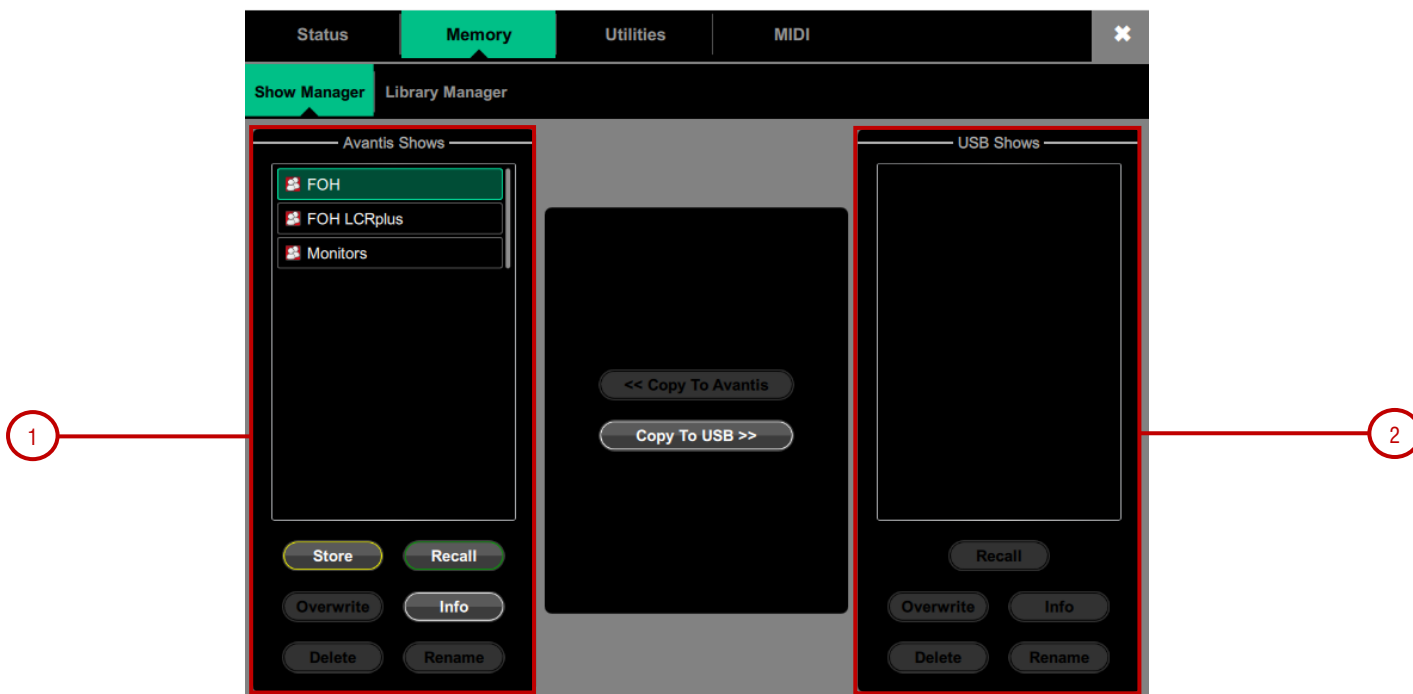 Status Memory Utilities MIDI ✖
Show Manager Library Manager
Avantis Shows
FOH
FOH LCRplus
Monitors
Store Recall
Overwrite Info
Delete Rename
<< Copy To Avantis
Copy To USB >>
USB Shows
Recall
Overwrite Info
Delete Rename
1
2